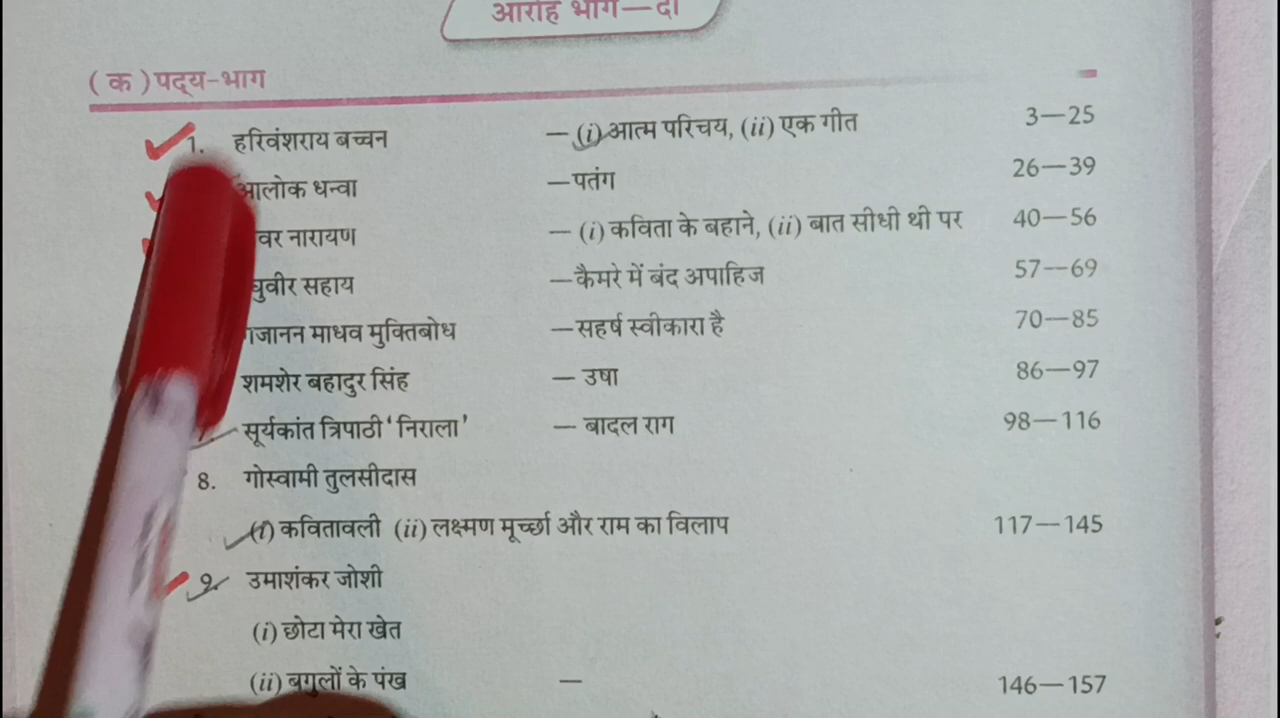 आरोह भाग—दो
(क) पद्य-भाग
1. हरिवंशराय बच्चन — (i) आत्म परिचय, (ii) एक गीत 3—25
आलोक धन्वा —पतंग 26—39
नारायण — (i) कविता के बहाने, (ii) बात सीधी थी पर 40—56
सहाय —कैमरे में बंद अपाहिज 57—69
माधव मुक्तिबोध —सहर्ष स्वीकारा है 70—85
शमशेर बहादुर सिंह — उषा 86—97
सूर्यकांत त्रिपाठी ‘निराला’ — बादल राग 98—116
8. गोस्वामी तुलसीदास
(i) कवितावली (ii) लक्ष्मण मूर्च्छा और राम का विलाप 117—145
9. उमाशंकर जोशी
(i) छोटा मेरा खेत
(ii) बगुलों के पंख — 146—157